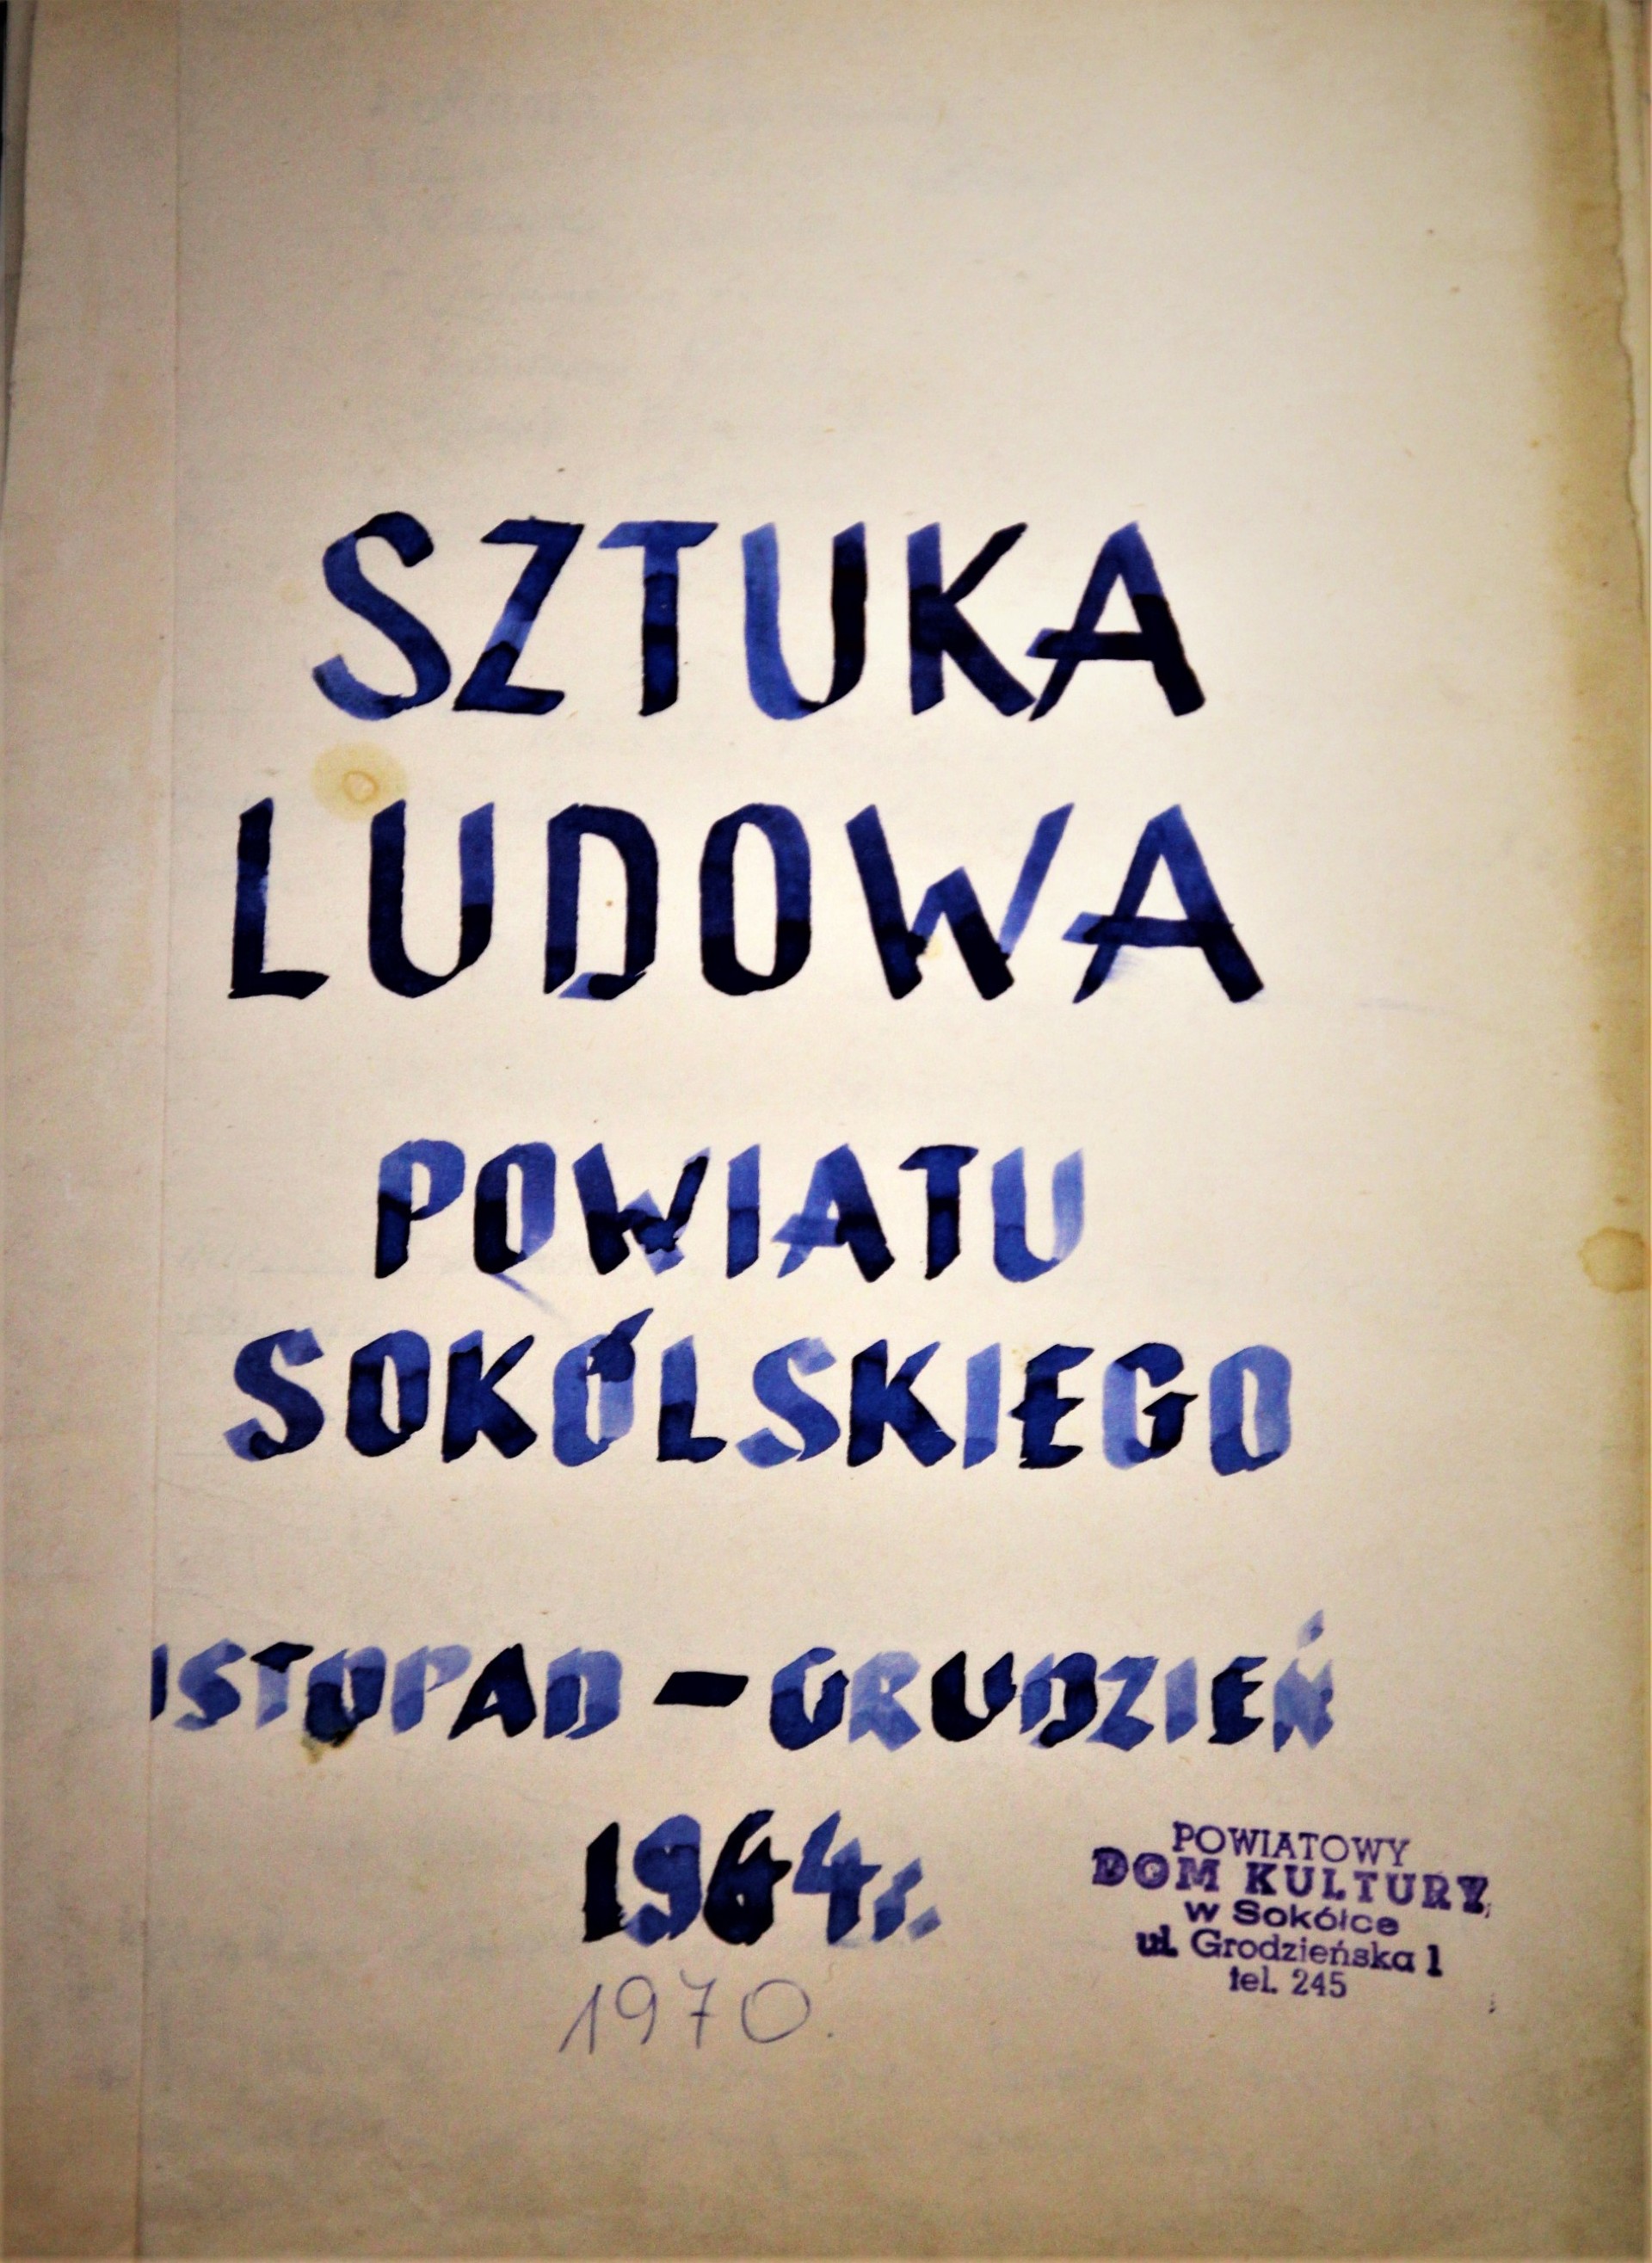 SZTUKA
LUDOWA
POWIATU
SOKÓLSKIEGO
ISTOPAD – GRUDZIEŃ
1964r.
1970.
POWIATOWY
DOM KULTURY
w Sokółce
ul. Grodzieńska 1
tel. 245